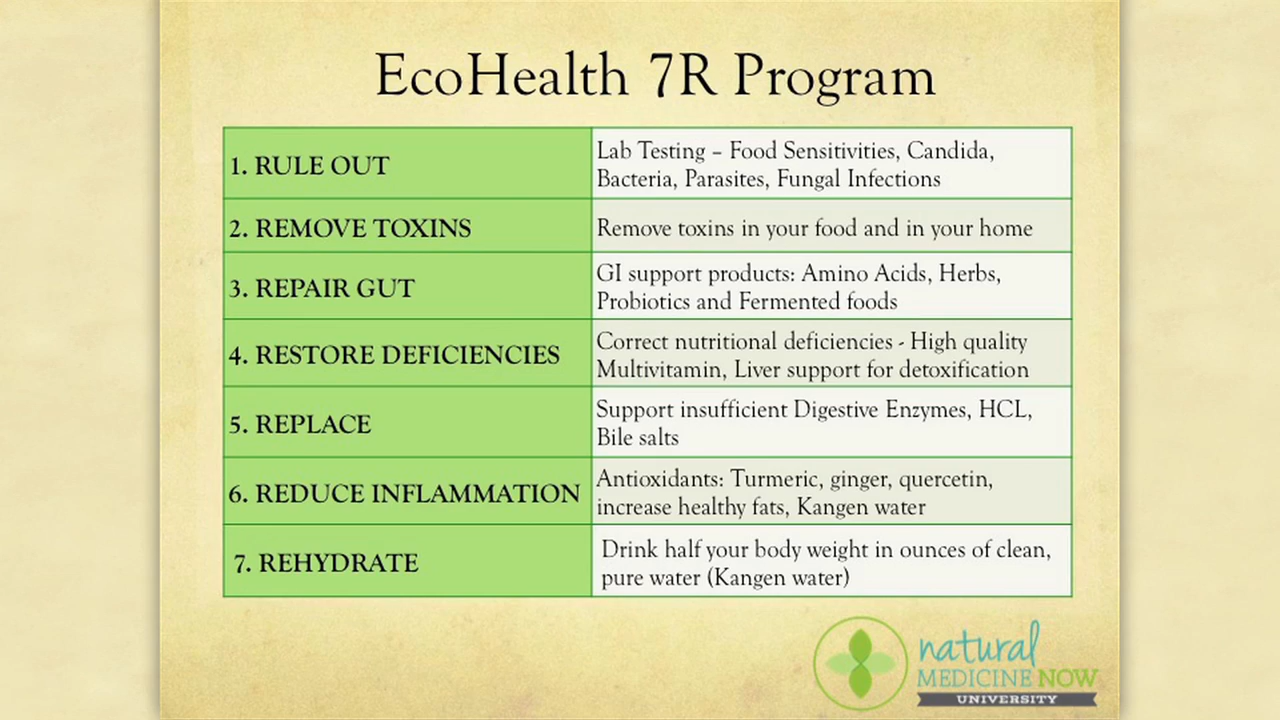 EcoHealth 7R Program
1. RULE OUT
Lab Testing – Food Sensitivities, Candida,
Bacteria, Parasites, Fungal Infections
2. REMOVE TOXINS
Remove toxins in your food and in your home
3. REPAIR GUT
GI support products: Amino Acids, Herbs,
Probiotics and Fermented foods
4. RESTORE DEFICIENCIES
Correct nutritional deficiencies - High quality
Multivitamin, Liver support for detoxification
5. REPLACE
Support insufficient Digestive Enzymes, HCL,
Bile salts
6. REDUCE INFLAMMATION
Antioxidants: Turmeric, ginger, quercetin,
increase healthy fats, Kangen water
7. REHYDRATE
Drink half your body weight in ounces of clean,
pure water (Kangen water)
natural
MEDICINE NOW
UNIVERSITY